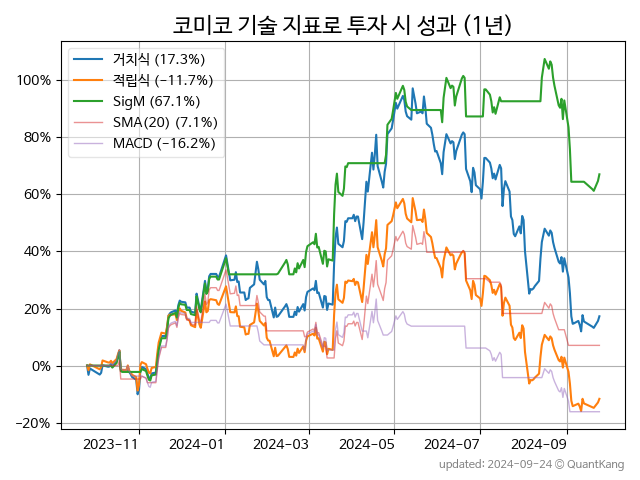 코미코 기술 지표로 투자 시 성과 (1년)
거치식 (17.3%)
적립식 (−11.7%)
SigM (67.1%)
SMA(20) (7.1%)
MACD (−16.2%)
100%
80%
60%
40%
20%
0%
−20%
2023−11 2024−01 2024−03 2024−05 2024−07 2024−09
updated: 2024−09−24 ⓒ QuantKang